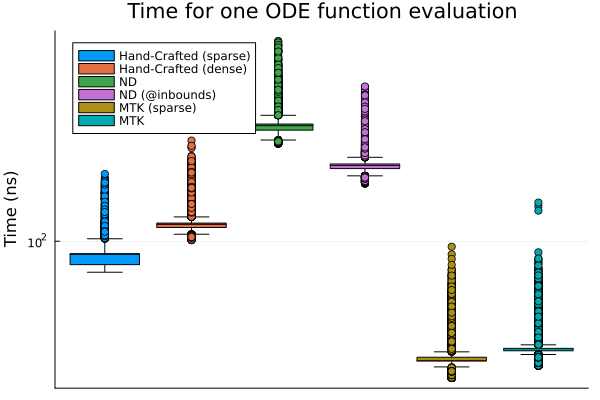 Time for one ODE function evaluation
Hand-Crafted (sparse)
Hand-Crafted (dense)
ND
ND (@inbounds)
MTK (sparse)
MTK
Time (ns)
10²